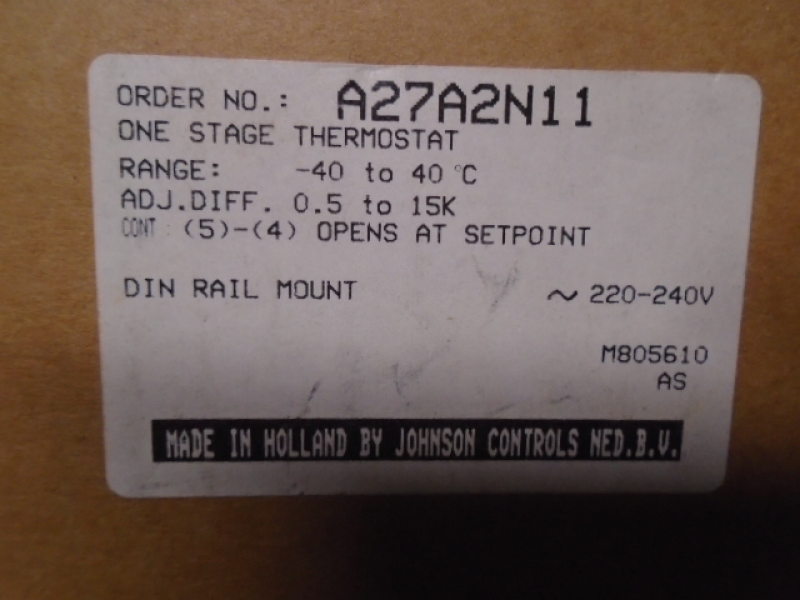 ORDER NO.: A27A2N11
ONE STAGE THERMOSTAT
RANGE: -40 to 40 °C
ADJ.DIFF. 0.5 to 15K
CONT : (5)-(4) OPENS AT SETPOINT
DIN RAIL MOUNT ~ 220-240V
M805610
AS
MADE IN HOLLAND BY JOHNSON CONTROLS NED.B.V.